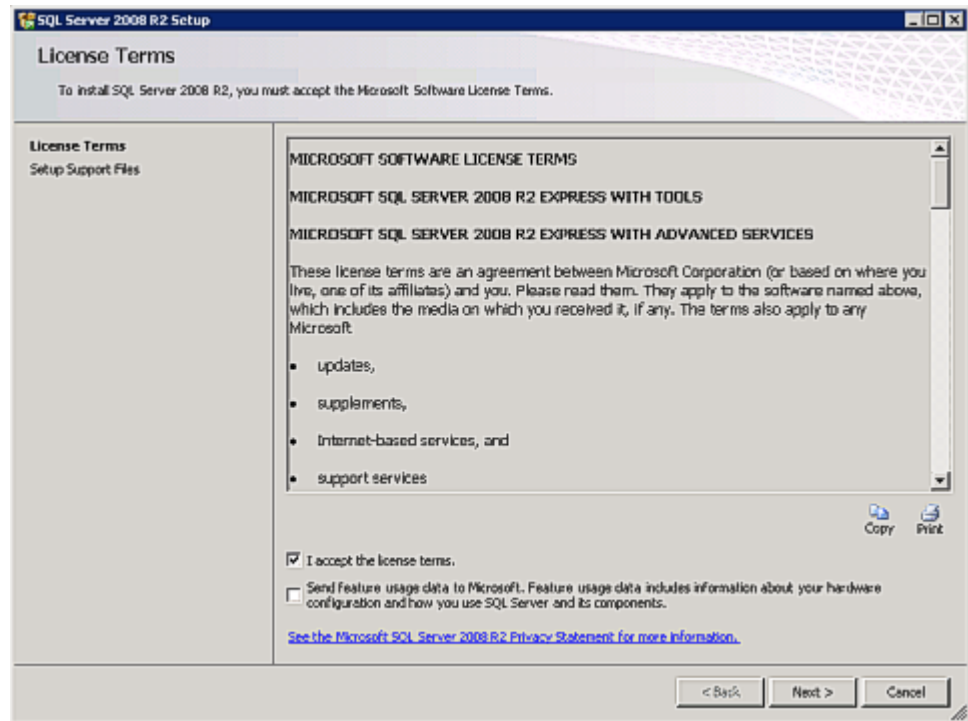 SQL Server 2008 R2 Setup
License Terms
To install SQL Server 2008 R2, you must accept the Microsoft Software License Terms.
License Terms
Setup Support Files
MICROSOFT SOFTWARE LICENSE TERMS
MICROSOFT SQL SERVER 2008 R2 EXPRESS WITH TOOLS
MICROSOFT SQL SERVER 2008 R2 EXPRESS WITH ADVANCED SERVICES
These license terms are an agreement between Microsoft Corporation (or based on where you
live, one of its affiliates) and you. Please read them. They apply to the software named above,
which includes the media on which you received it, if any. The terms also apply to any
Microsoft
• updates,
• supplements,
• Internet-based services, and
• support services
Copy Print
I accept the license terms.
Send feature usage data to Microsoft. Feature usage data includes information about your hardware
configuration and how you use SQL Server and its components.
See the Microsoft SQL Server 2008 R2 Privacy Statement for more information.
< Back Next > Cancel